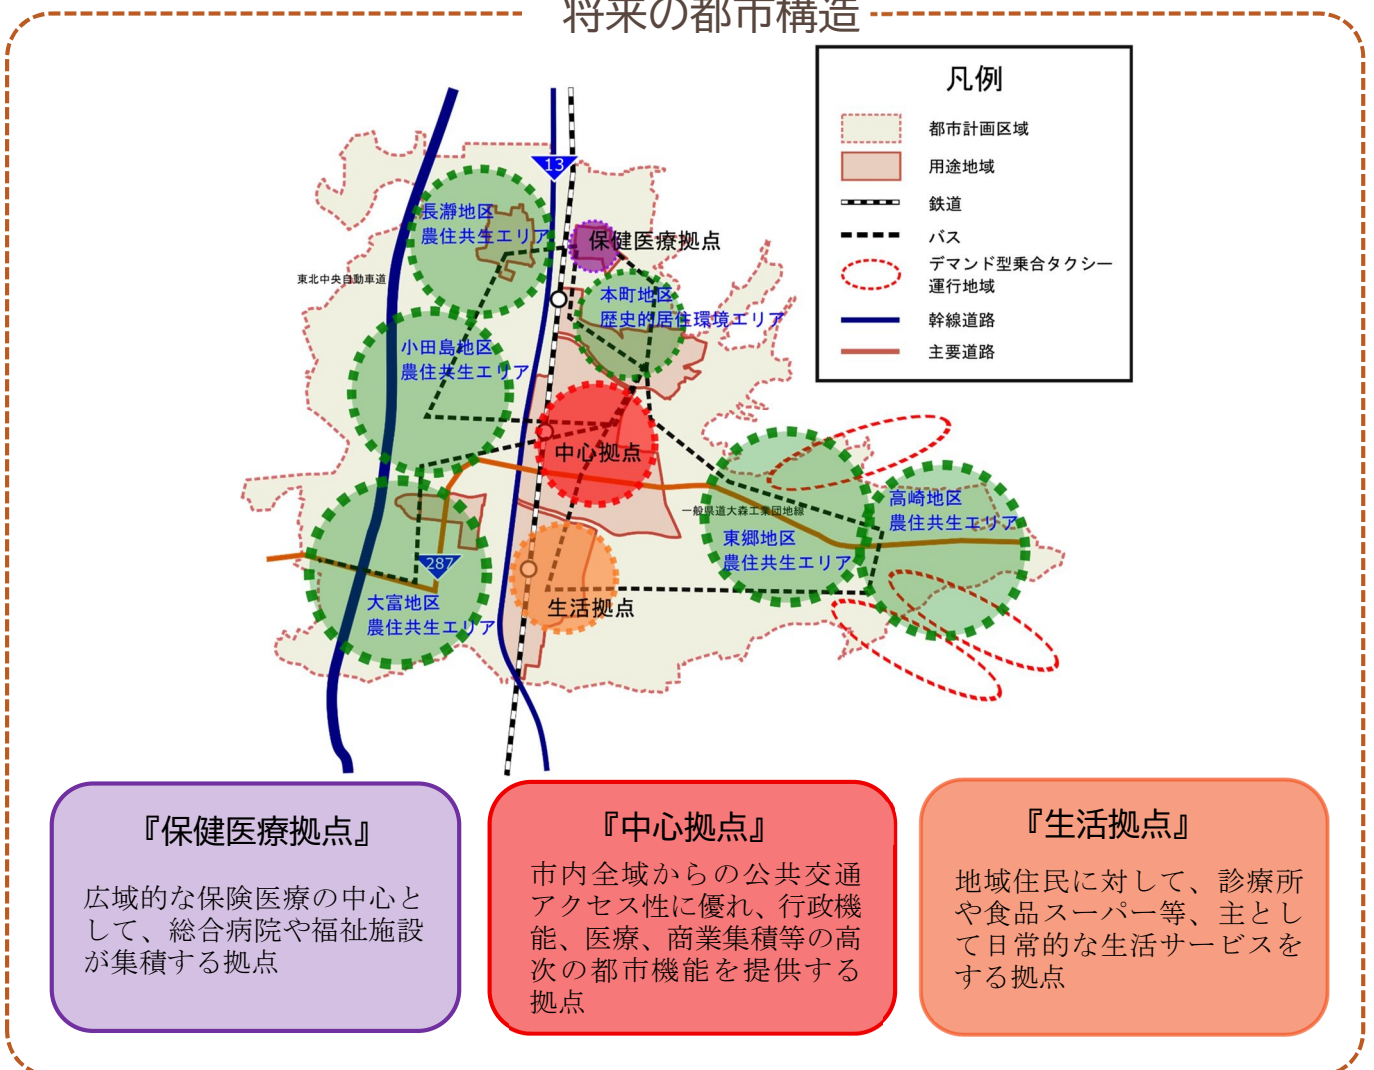 将来の都市構造
凡例
都市計画区域
用途地域
鉄道
バス
デマンド型乗合タクシー
運行地域
幹線道路
主要道路
13
長瀞地区
農住共生エリア
保健医療拠点
東北中央自動車道
本町地区
歴史的居住環境エリア
小田島地区
農住共生エリア
中心拠点
一般県道大森工業団地線
高崎地区
農住共生エリア
東郷地区
農住共生エリア
287
大富地区
農住共生エリア
生活拠点
『保健医療拠点』
広域的な保険医療の中心と
して、総合病院や福祉施設
が集積する拠点
『中心拠点』
市内全域からの公共交通
アクセス性に優れ、行政機
能、医療、商業集積等の高
次の都市機能を提供する
拠点
『生活拠点』
地域住民に対して、診療所
や食品スーパー等、主とし
て日常的な生活サービスを
する拠点